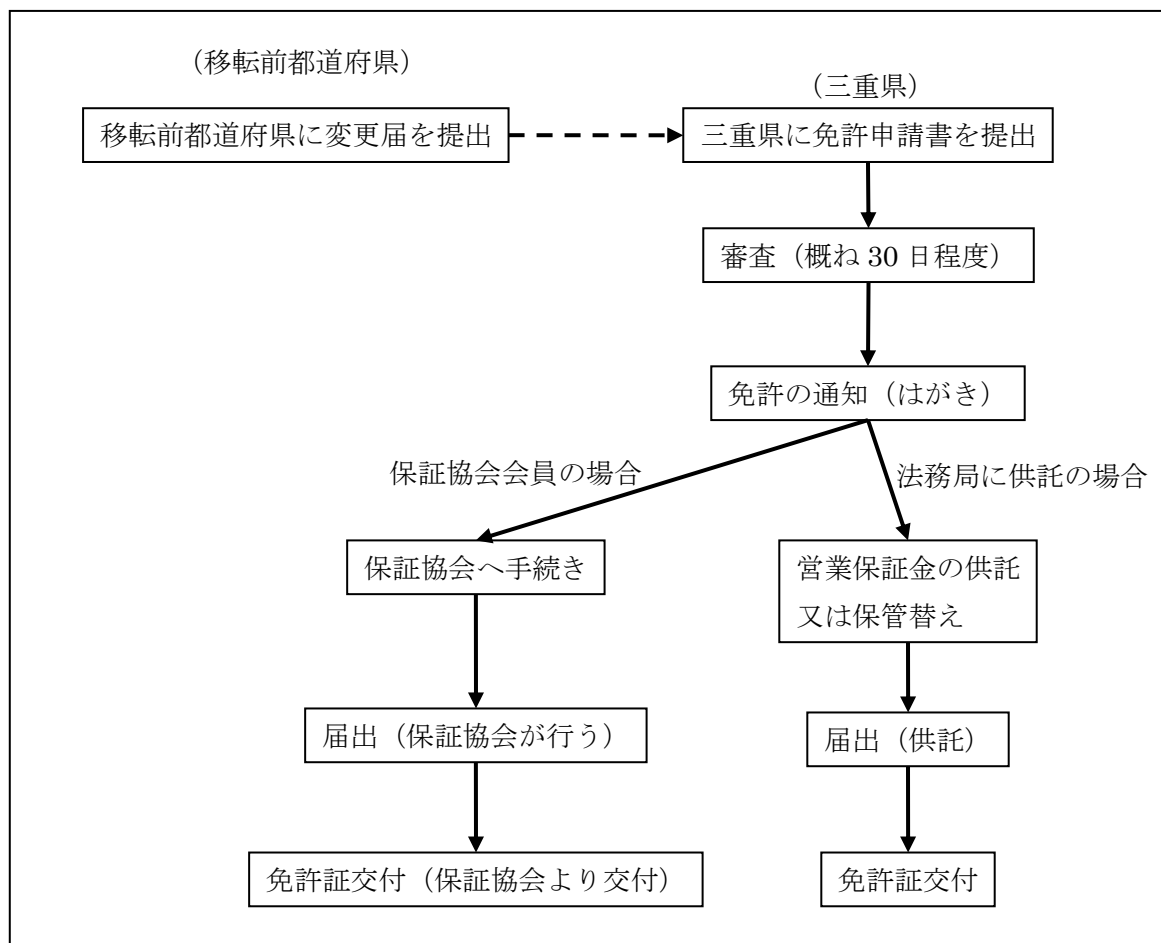 （移転前都道府県）
（三重県）
移転前都道府県に変更届を提出
三重県に免許申請書を提出
審査（概ね 30 日程度）
免許の通知（はがき）
保証協会会員の場合
法務局に供託の場合
保証協会へ手続き
営業保証金の供託
又は保管替え
届出（保証協会が行う）
届出（供託）
免許証交付（保証協会より交付）
免許証交付